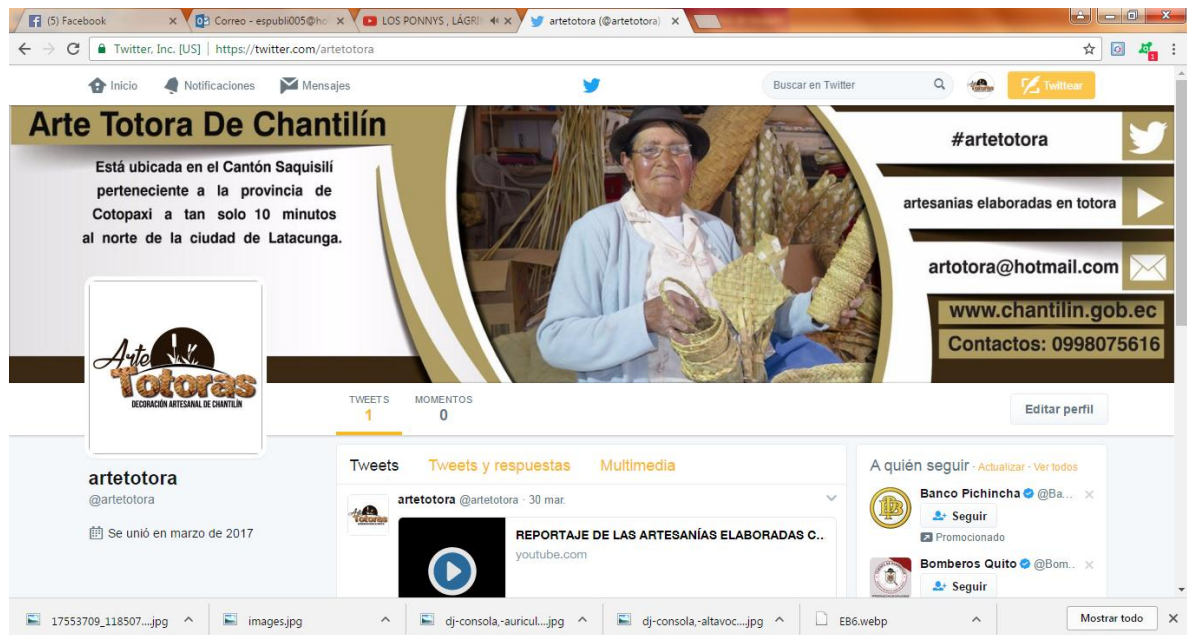 (5) Facebook
Correo - espubli005@ho
LOS PONNYS , LÁGRI
artetotora (@artetotora)
Twitter, Inc. [US] | https://twitter.com/artetotora
Inicio
Notificaciones
Mensajes
Buscar en Twitter
Twittear
Arte Totora De Chantilín
Está ubicada en el Cantón Saquisilí
perteneciente a la provincia de
Cotopaxi a tan solo 10 minutos
al norte de la ciudad de Latacunga.
#artetotora
artesanias elaboradas en totora
artotora@hotmail.com
www.chantilin.gob.ec
Contactos: 0998075616
Arte
Totoras
DECORACIÓN ARTESANAL DE CHANTILÍN
TWEETS
1
MOMENTOS
0
Editar perfil
artetotora
@artetotora
Se unió en marzo de 2017
Tweets
Tweets y respuestas
Multimedia
artetotora @artetotora · 30 mar.
REPORTAJE DE LAS ARTESANÍAS ELABORADAS C..
youtube.com
A quién seguir · Actualizar · Ver todos
Banco Pichincha @Ba...
Seguir
Promocionado
Bomberos Quito @Bom..
Seguir
17553709_118507....jpg
images.jpg
dj-consola,-auricul....jpg
dj-consola,-altavoc....jpg
EB6.webp
Mostrar todo